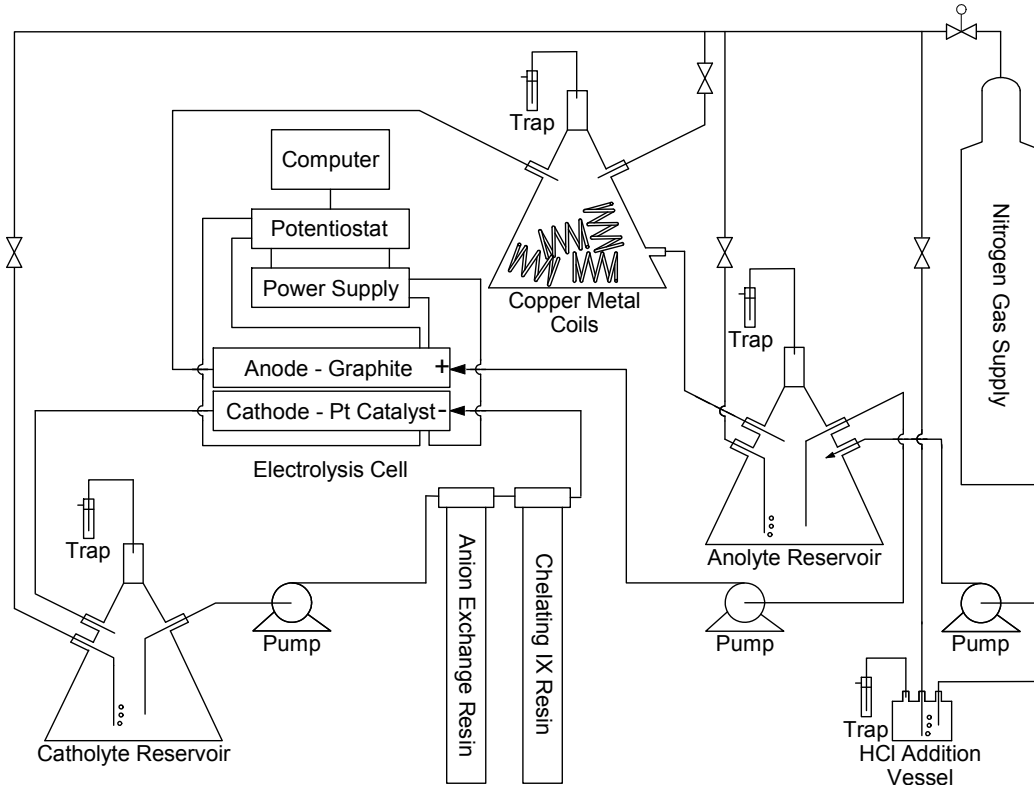 Trap
Computer
Potentiostat
Power Supply
Copper Metal
Coils
Nitrogen Gas Supply
Trap
Anode - Graphite +
Cathode - Pt Catalyst -
Electrolysis Cell
Anolyte Reservoir
Trap
Anion Exchange Resin
Chelating IX Resin
Pump
Pump
Pump
Catholyte Reservoir
Trap
HCl Addition
Vessel